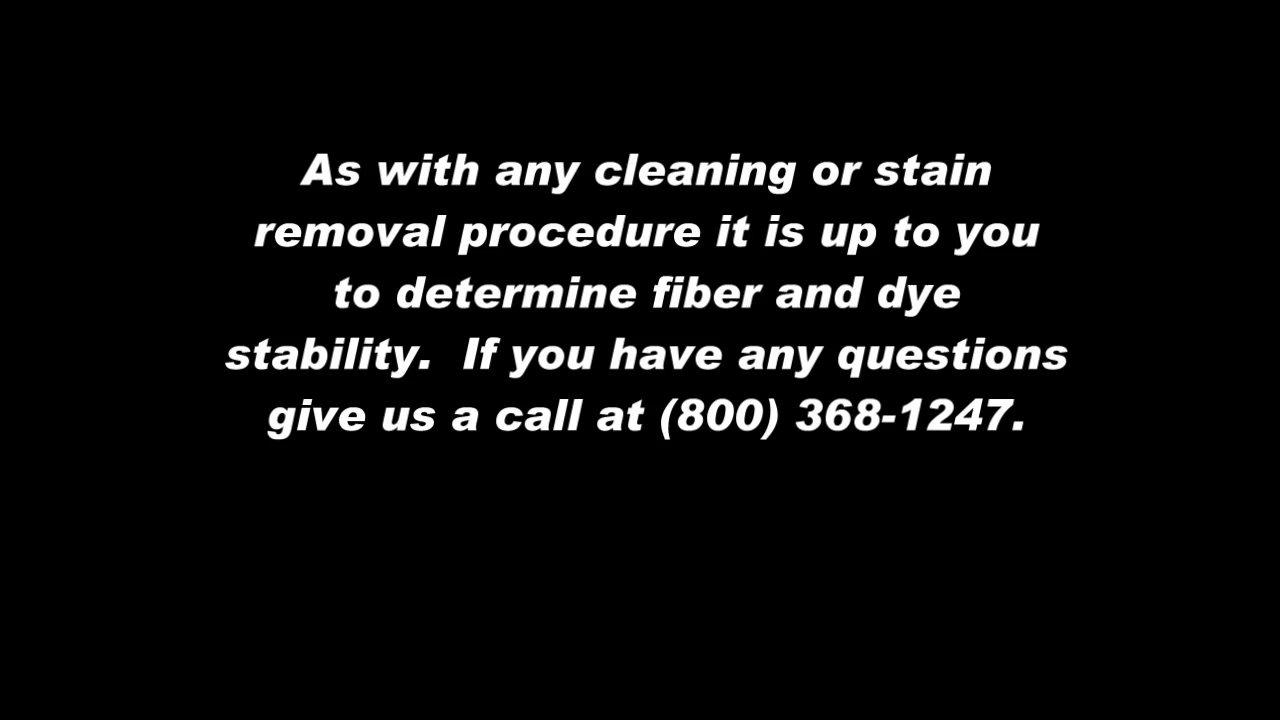 As with any cleaning or stain
removal procedure it is up to you
to determine fiber and dye
stability.  If you have any questions
give us a call at (800) 368-1247.